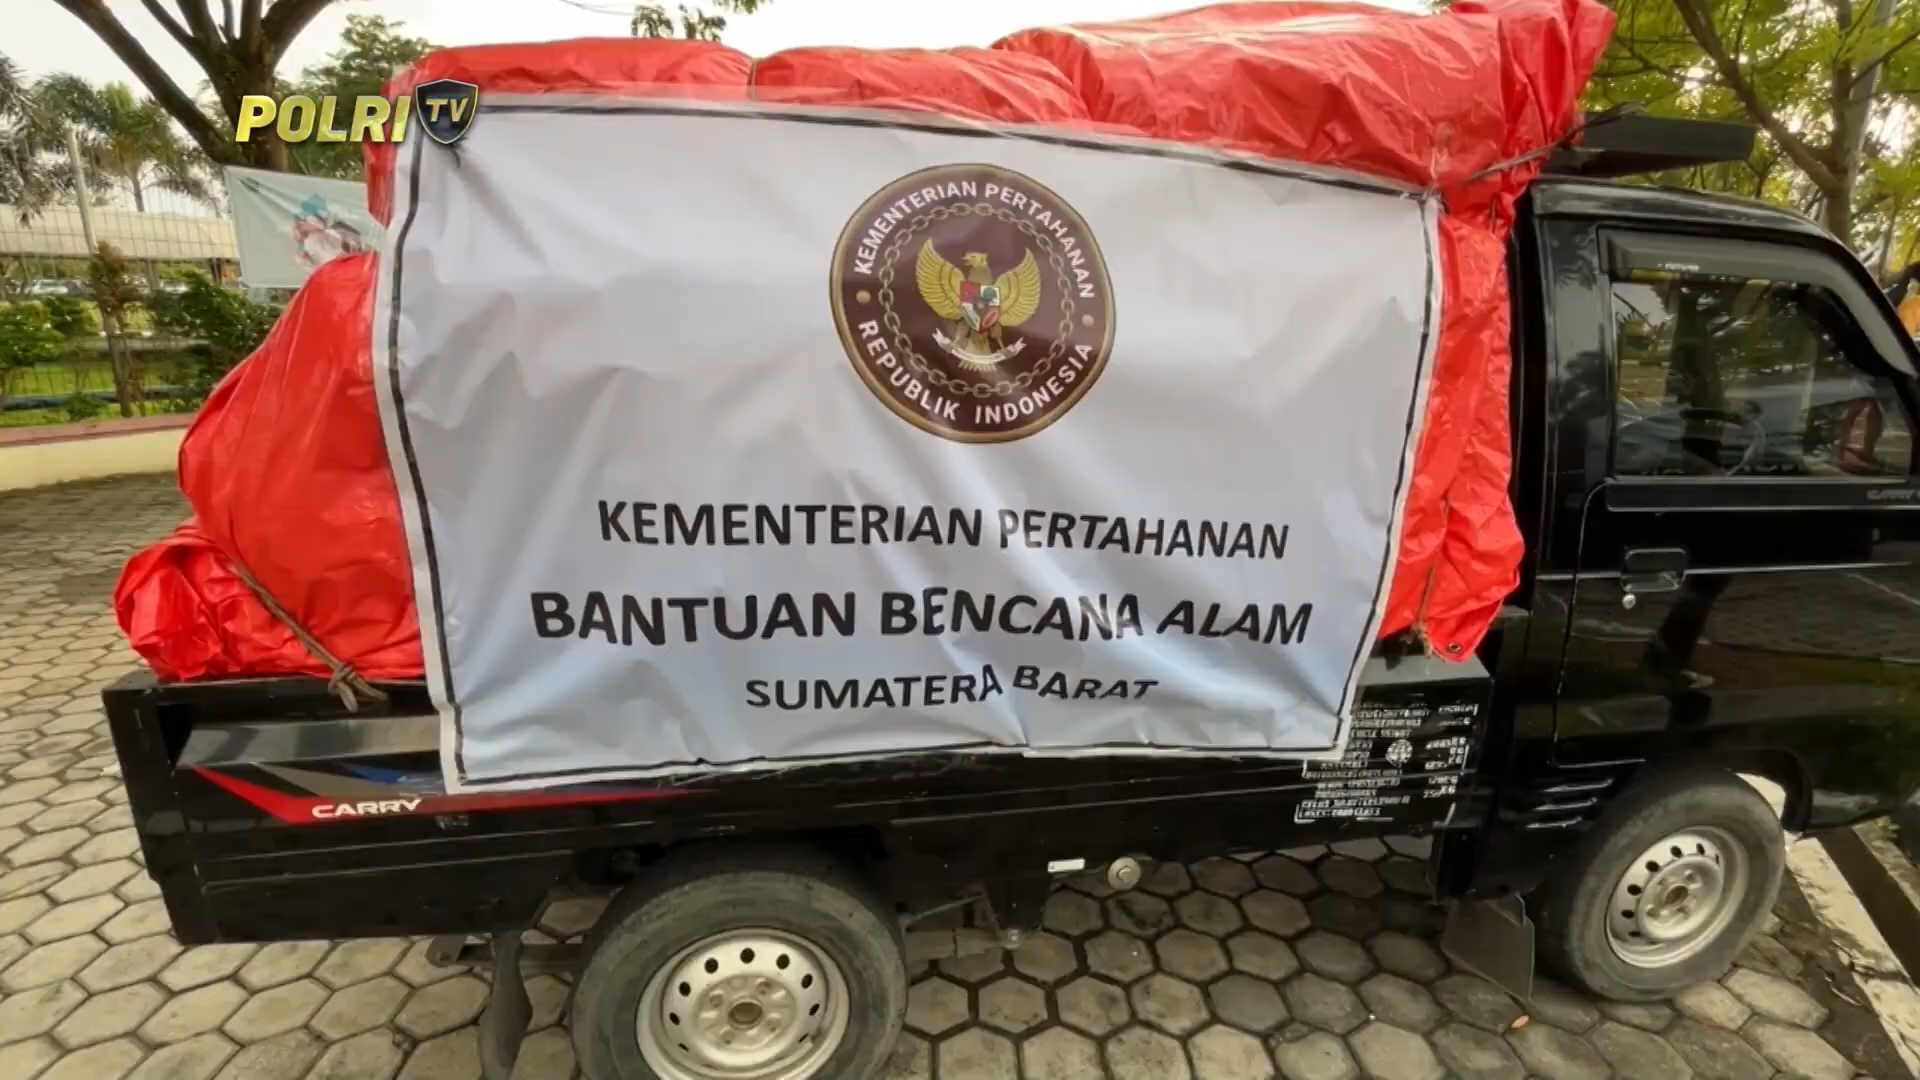 POLRI TV
KEMENTERIAN PERTAHANAN
REPUBLIK INDONESIA
KEMENTERIAN PERTAHANAN
BANTUAN BENCANA ALAM
SUMATERA BARAT
CARRY
CARRY